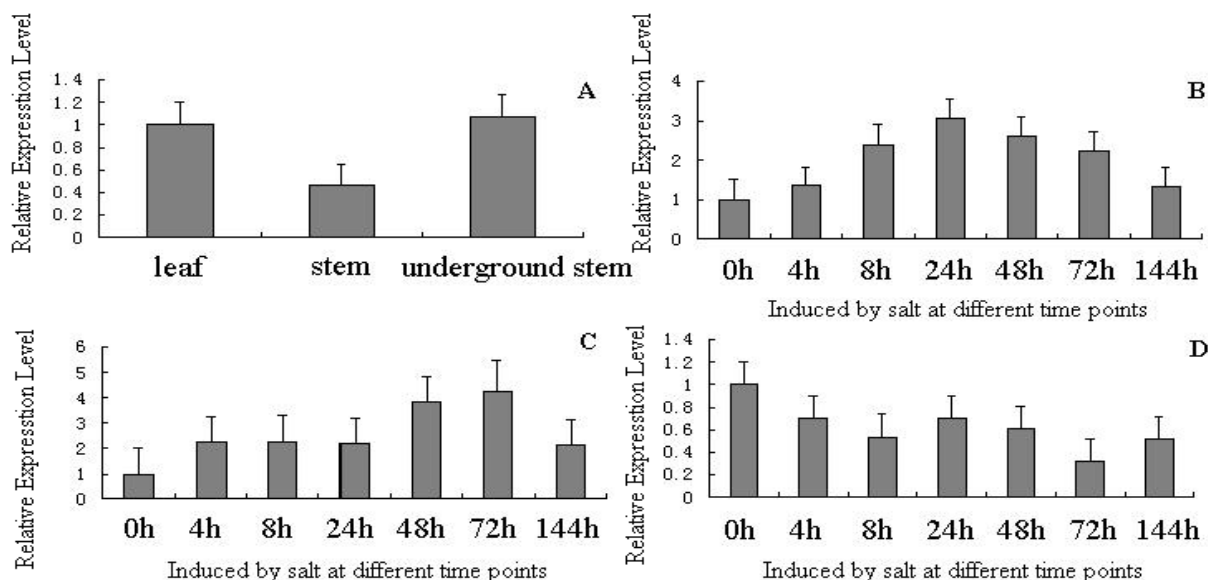 Relative Expresstion Level
1.4
1.2
1
0.8
0.6
0.4
0.2
0
A
leaf stem underground stem
Relative Expresstion Level
4
3
2
1
0
B
0h 4h 8h 24h 48h 72h 144h
Induced by salt at different time points
Relative Expresstion Level
6
5
4
3
2
1
0
C
0h 4h 8h 24h 48h 72h 144h
Induced by salt at different time points
Relative Expresstion Level
1.4
1.2
1
0.8
0.6
0.4
0.2
0
D
0h 4h 8h 24h 48h 72h 144h
Induced by salt at different time points